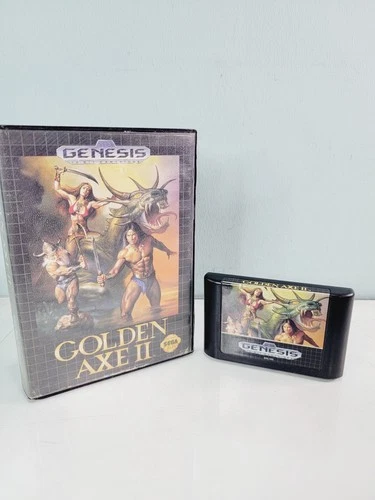 GENESIS
GOLDEN
AXE II
SEGA
GOLDEN AXE II
GENESIS